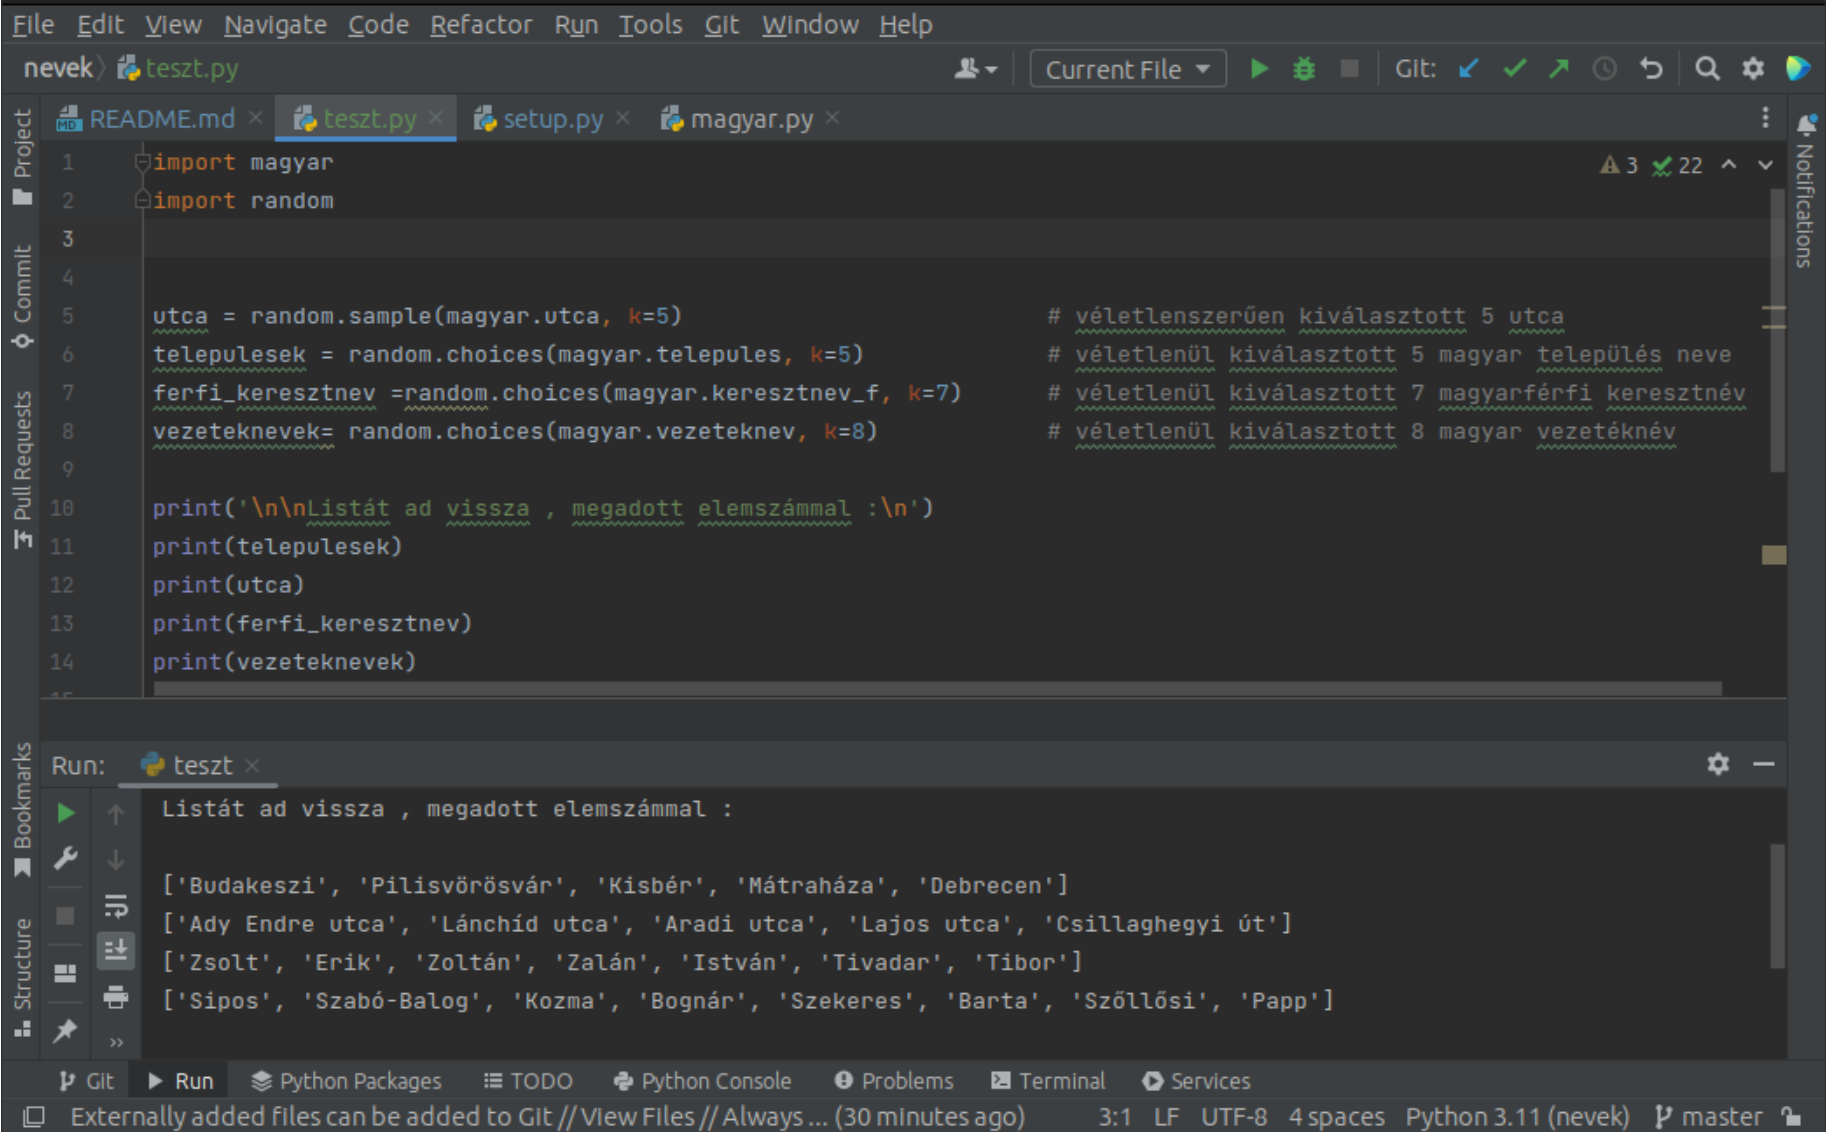 File Edit View Navigate Code Refactor Run Tools Git Window Help
nevek teszt.py Current File Git:
README.md teszt.py setup.py magyar.py
Project
Commit
Pull Requests
Bookmarks
Structure
Notifications
3 22
1 import magyar
2 import random
3
4
5 utca = random.sample(magyar.utca, k=5) # véletlenszerűen kiválasztott 5 utca
6 telepulesek = random.choices(magyar.telepules, k=5) # véletlenül kiválasztott 5 magyar település neve
7 ferfi_keresztnev =random.choices(magyar.keresztnev_f, k=7) # véletlenül kiválasztott 7 magyarférfi keresztnév
8 vezeteknevek= random.choices(magyar.vezeteknev, k=8) # véletlenül kiválasztott 8 magyar vezetéknév
9
10 print('\n\nListát ad vissza , megadott elemszámmal :\n')
11 print(telepulesek)
12 print(utca)
13 print(ferfi_keresztnev)
14 print(vezeteknevek)
15
Run: teszt
Listát ad vissza , megadott elemszámmal :
['Budakeszi', 'Pilisvörösvár', 'Kisbér', 'Mátraháza', 'Debrecen']
['Ady Endre utca', 'Lánchíd utca', 'Aradi utca', 'Lajos utca', 'Csillaghegyi út']
['Zsolt', 'Erik', 'Zoltán', 'Zalán', 'István', 'Tivadar', 'Tibor']
['Sipos', 'Szabó-Balog', 'Kozma', 'Bognár', 'Szekeres', 'Barta', 'Szőllősi', 'Papp']
Git Run Python Packages TODO Python Console Problems Terminal Services
Externally added files can be added to Git // View Files // Always ... (30 minutes ago) 3:1 LF UTF-8 4 spaces Python 3.11 (nevek) master